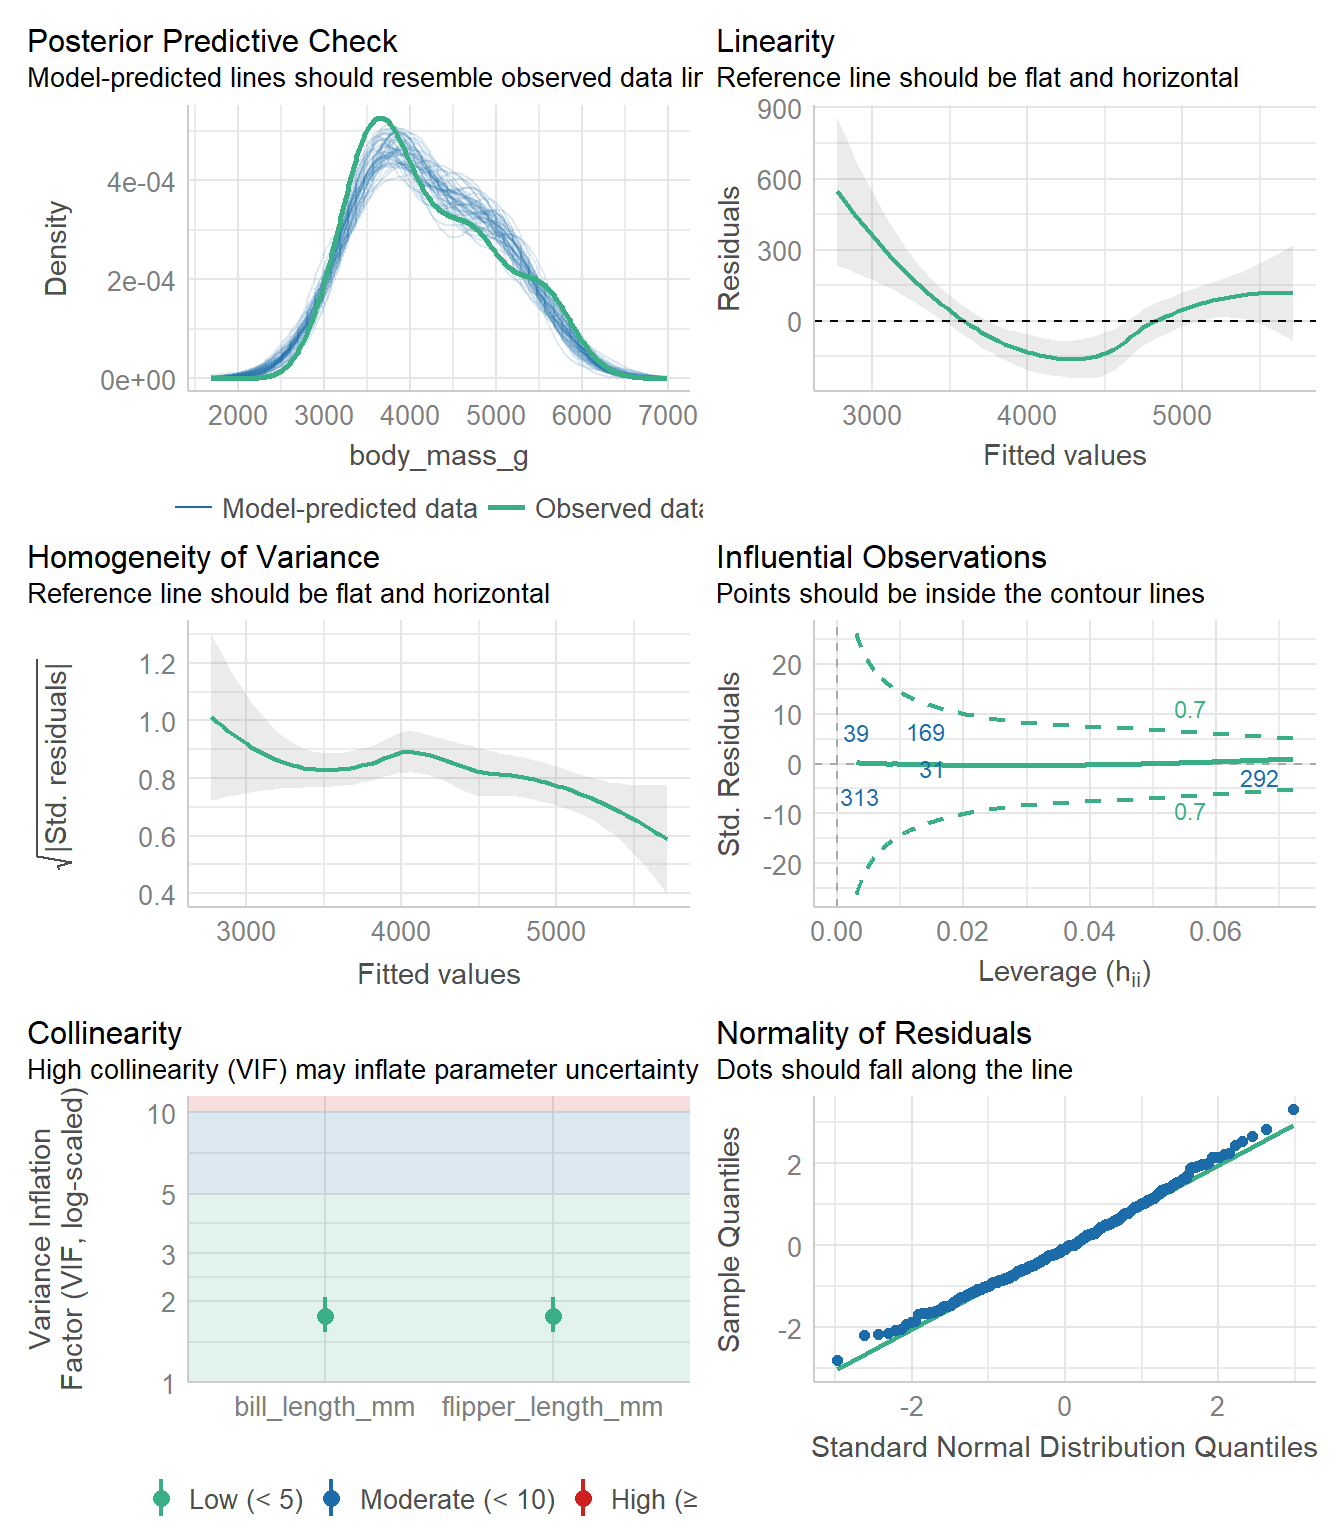 Posterior Predictive Check
Model-predicted lines should resemble observed data lin
Density
4e-04
2e-04
0e+00
2000 3000 4000 5000 6000 7000
body_mass_g
Model-predicted data Observed data
Linearity
Reference line should be flat and horizontal
Residuals
900
600
300
0
3000 4000 5000
Fitted values
Homogeneity of Variance
Reference line should be flat and horizontal
√|Std. residuals|
1.2
1.0
0.8
0.6
0.4
3000 4000 5000
Fitted values
Influential Observations
Points should be inside the contour lines
Std. Residuals
20
10
0
-10
-20
0.7
39 169
31
292
313
0.7
0.00 0.02 0.04 0.06
Leverage (hii)
Collinearity
High collinearity (VIF) may inflate parameter uncertainty
Variance Inflation
Factor (VIF, log-scaled)
10
5
3
2
1
bill_length_mm flipper_length_mm
Low (< 5) Moderate (< 10) High (≥
Normality of Residuals
Dots should fall along the line
Sample Quantiles
2
0
-2
-2 0 2
Standard Normal Distribution Quantiles